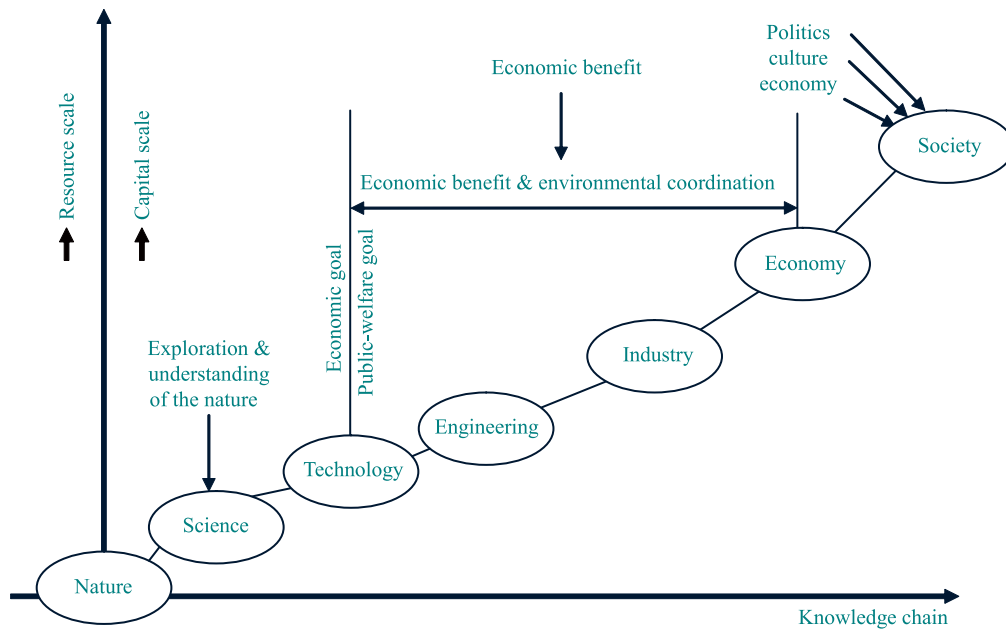 Politics
culture
economy
Economic benefit
Society
Resource scale
Capital scale
Economic benefit & environmental coordination
Economy
Economic goal
Public-welfare goal
Exploration &
understanding
of the nature
Industry
Engineering
Technology
Science
Nature
Knowledge chain